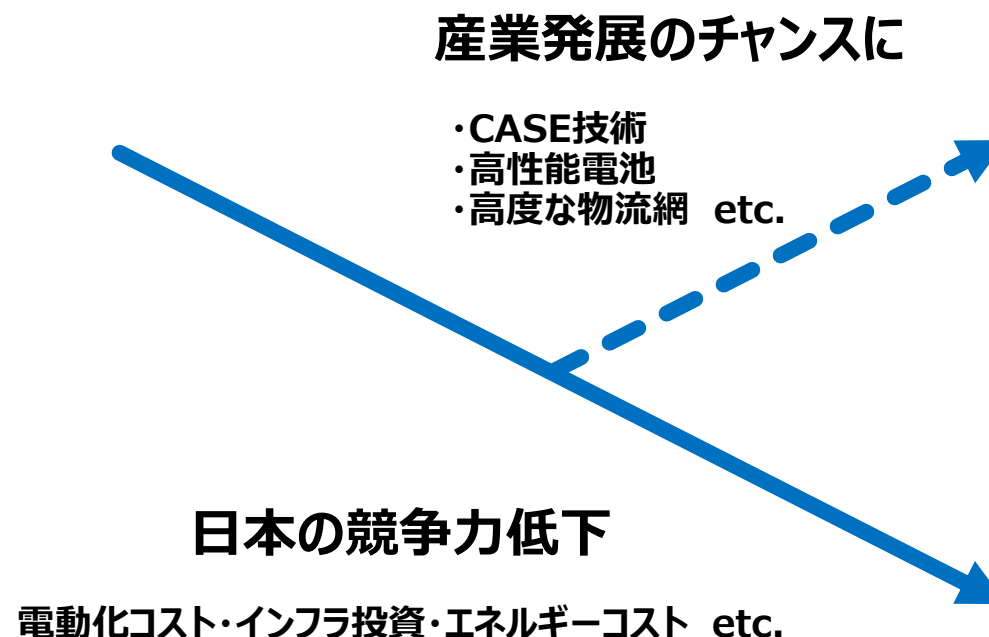 産業発展のチャンスに
・CASE技術
・高性能電池
・高度な物流網 etc.
日本の競争力低下
電動化コスト・インフラ投資・エネルギーコスト etc.